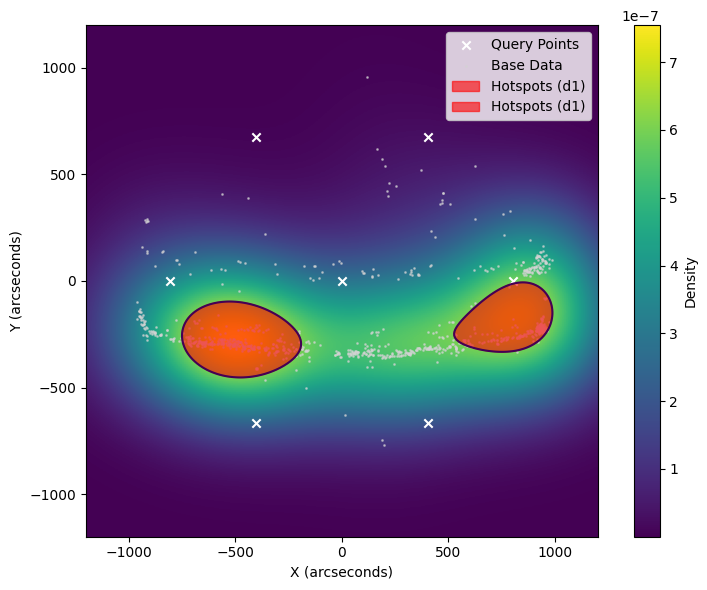 1e−7
Query Points
Base Data
Hotspots (d1)
Hotspots (d1)
1000
500
0
−500
−1000
Y (arcseconds)
−1000
−500
0
500
1000
X (arcseconds)
7
6
5
4
3
2
1
Density